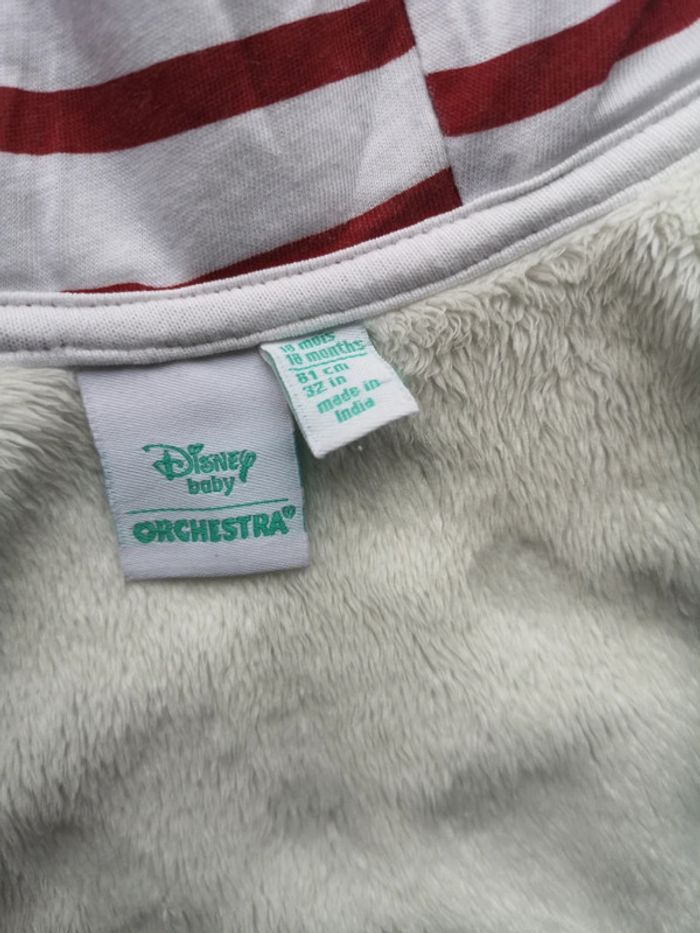 Disney
baby
ORCHESTRA
18 mois
18 months
81 cm
32 in
made in
India